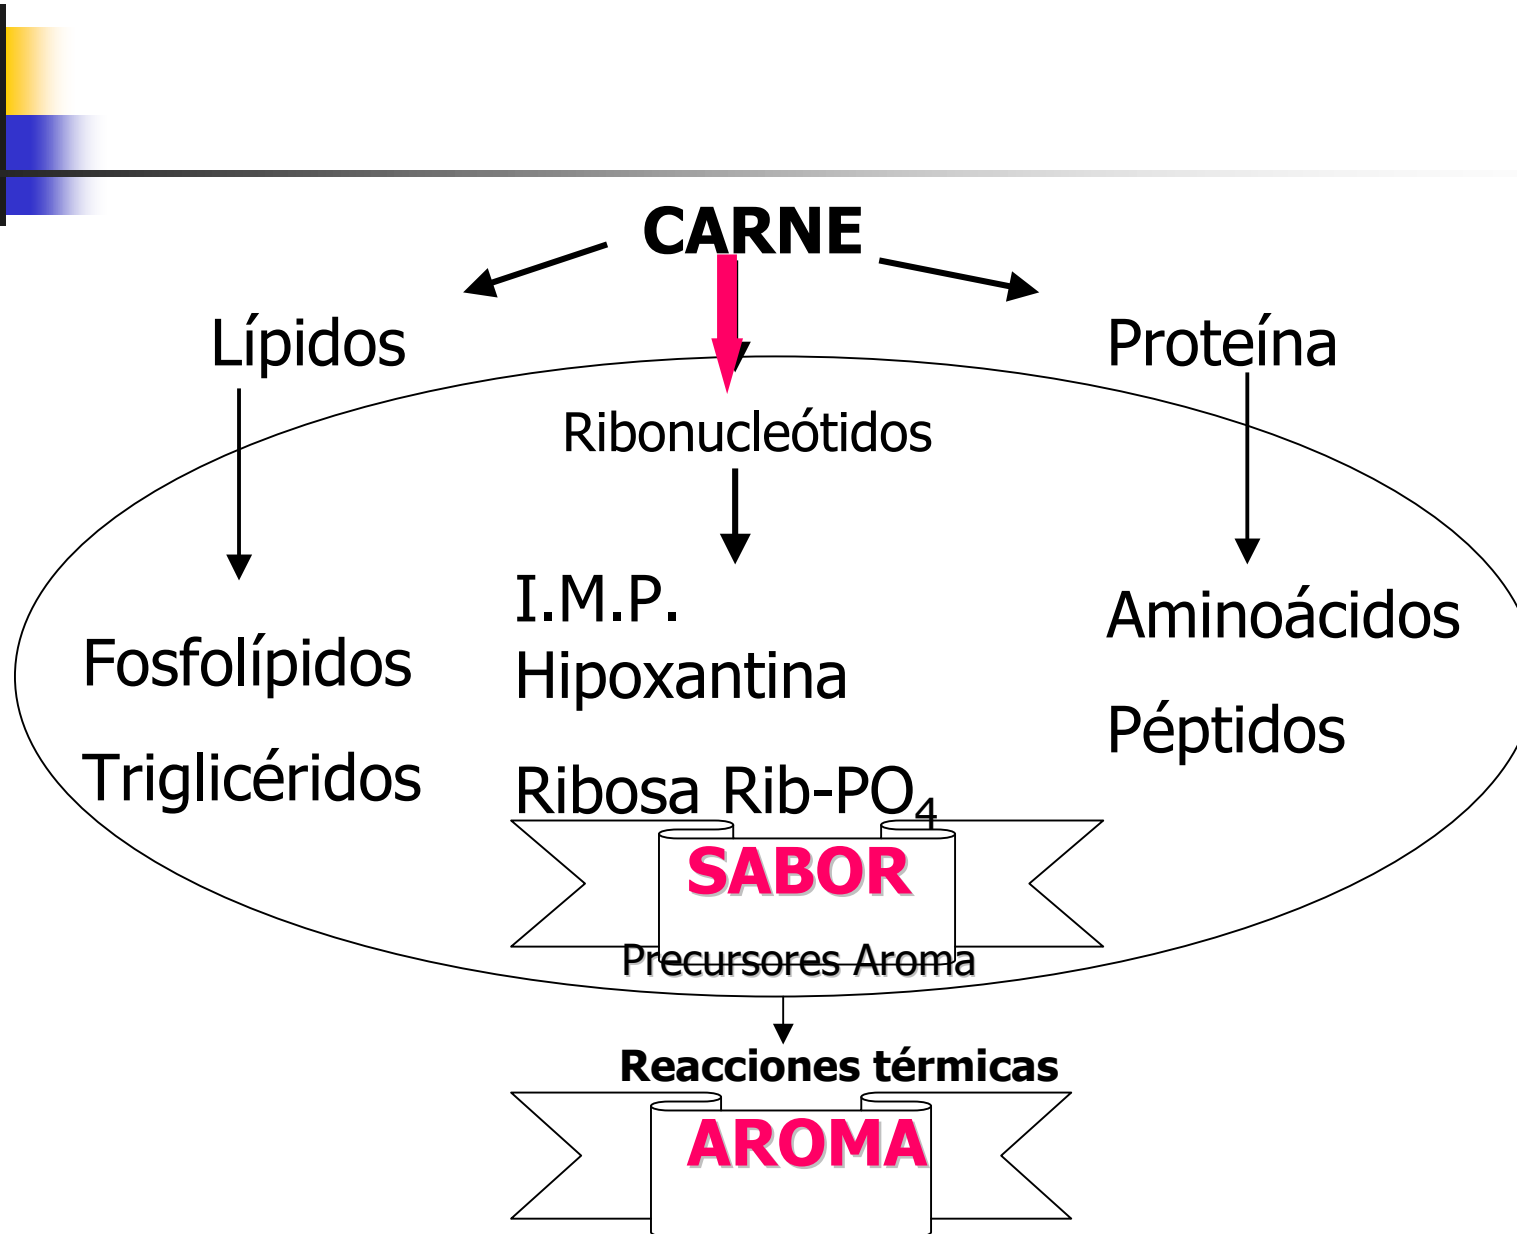 CARNE
Lípidos
Proteína
Ribonucleótidos
Fosfolípidos
Triglicéridos
I.M.P.
Hipoxantina
Ribosa Rib-PO₄
Aminoácidos
Péptidos
SABOR
Precursores Aroma
Reacciones térmicas
AROMA